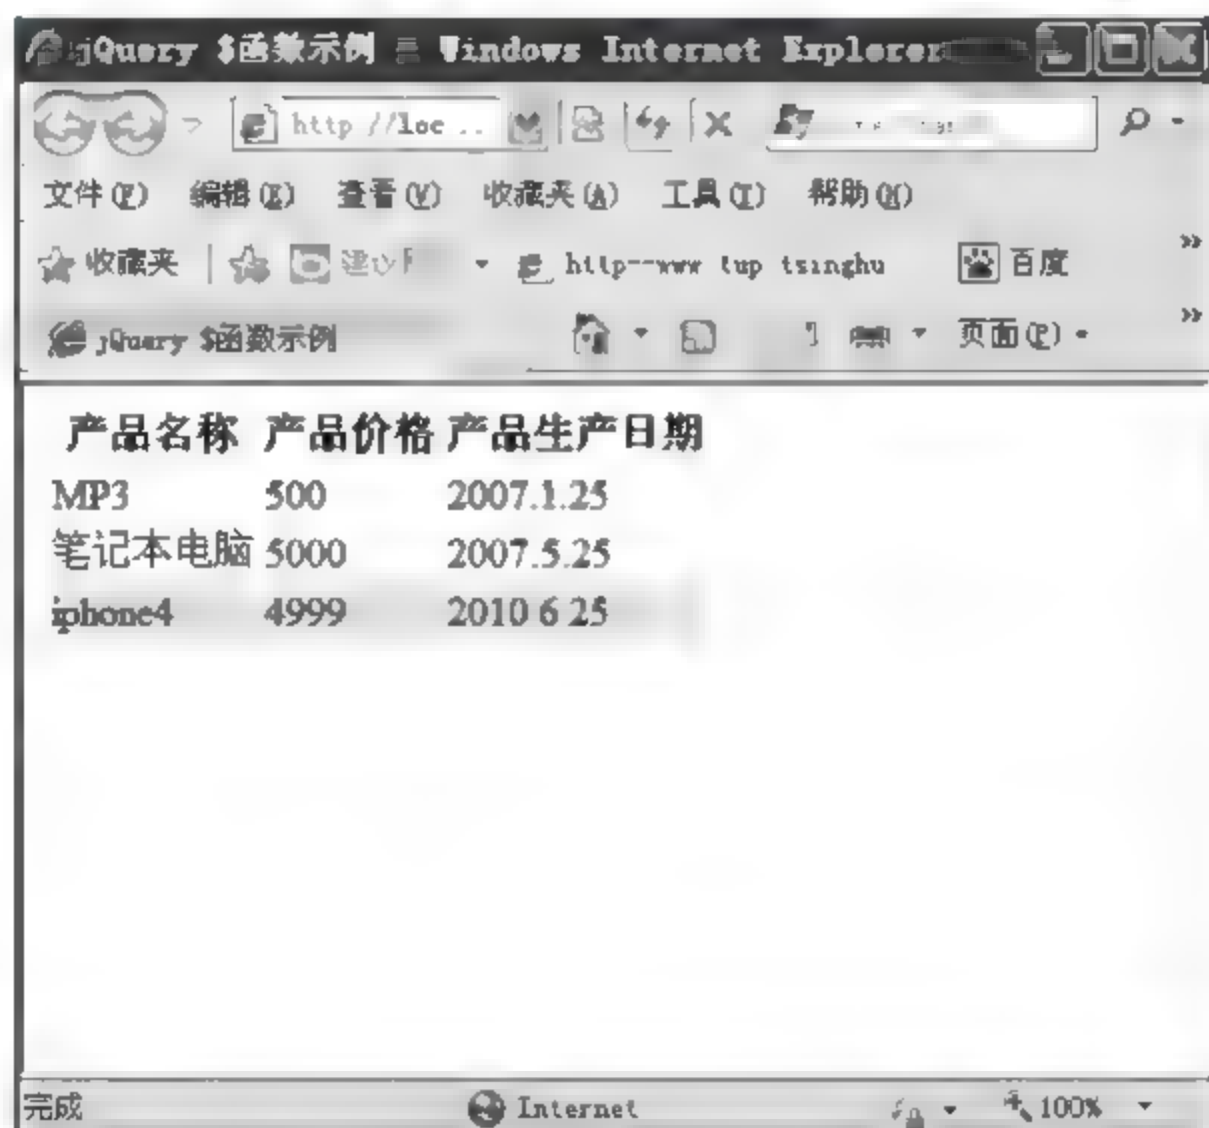 jQuery $函数示例 - Windows Internet Explorer
http //loc ..
文件(F) 编辑(E) 查看(V) 收藏夹(A) 工具(T) 帮助(H)
收藏夹 http--www tup tsinghu 百度 »
jQuery $函数示例 页面(P) »
产品名称 产品价格 产品生产日期
MP3 500 2007.1.25
笔记本电脑 5000 2007.5.25
iphone4 4999 2010 6 25
完成 Internet 100%